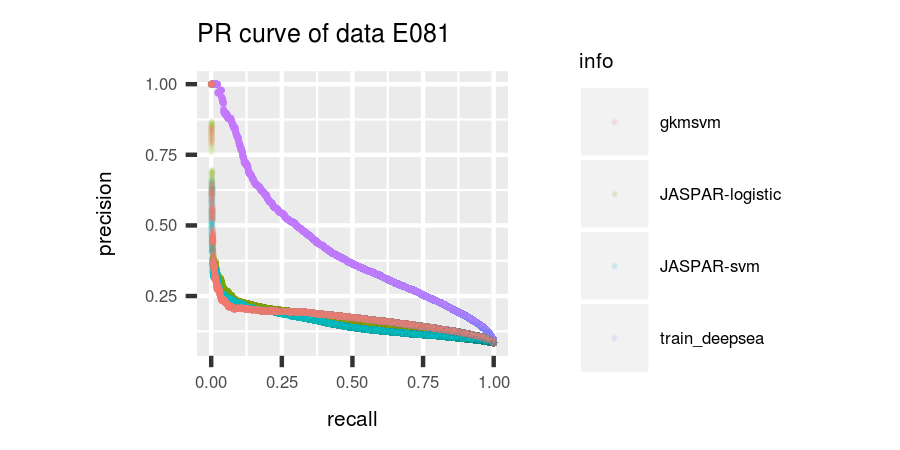 PR curve of data E081
info
1.00
0.75
0.50
0.25
precision
0.00
0.25
0.50
0.75
1.00
recall
gkmsvm
JASPAR-logistic
JASPAR-svm
train_deepsea